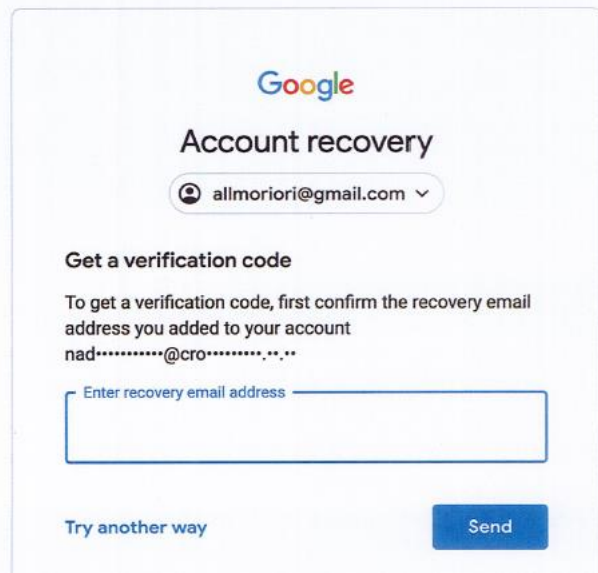 Google
Account recovery
allmoriori@gmail.com
Get a verification code
To get a verification code, first confirm the recovery email
address you added to your account
nad•••••••••••@cro•••••••••.••.••
Enter recovery email address
Try another way
Send